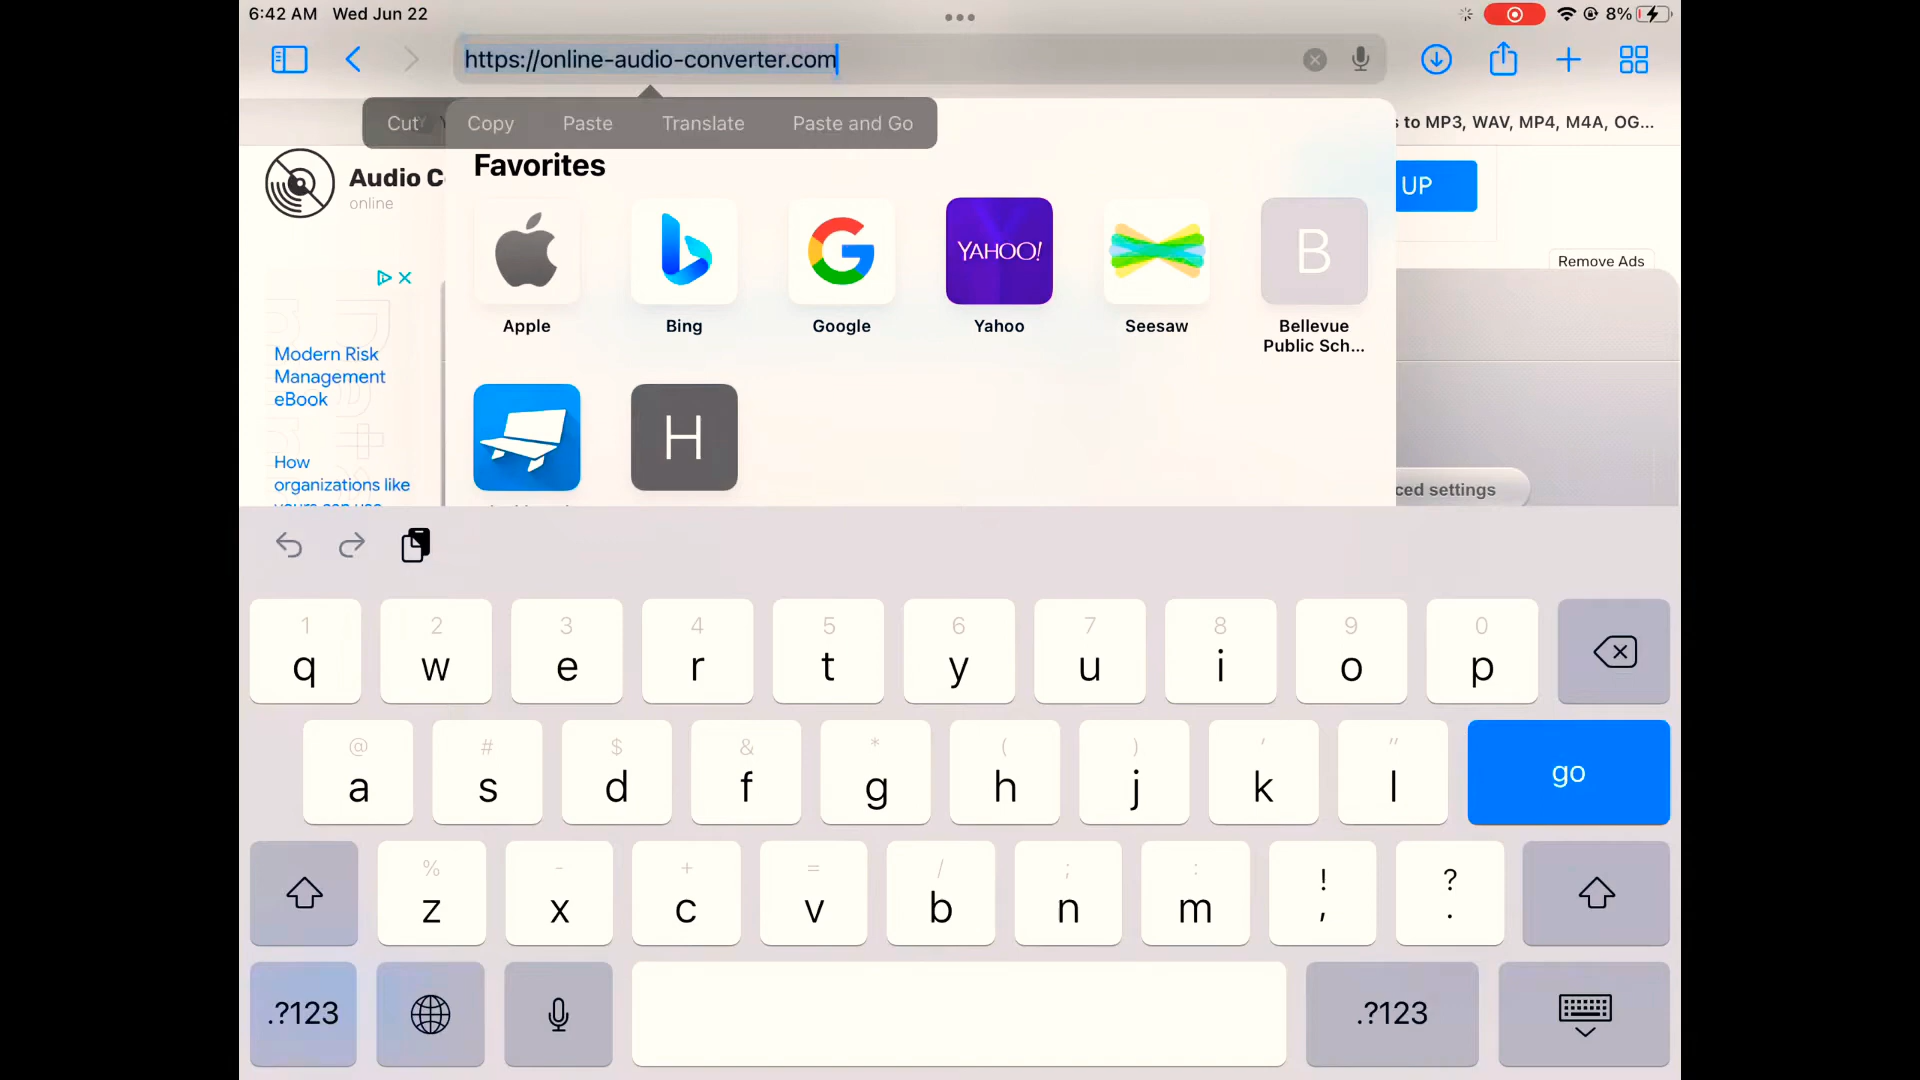 6:42 AM Wed Jun 22
8%
https://online-audio-converter.com
Cut Copy Paste Translate Paste and Go
s to MP3, WAV, MP4, M4A, OG...
Audio C
online
Favorites
UP
YAHOO!
B
Remove Ads
Apple Bing Google Yahoo Seesaw Bellevue
Public Sch...
Modern Risk
Management
eBook
H
How
organizations like
yours can use
ced settings
1 2 3 4 5 6 7 8 9 0
q w e r t y u i o p
@ # $ & * ( ) ' "
a s d f g h j k l go
% - + = / ; : ! ?
z x c v b n m , .
.?123 .?123